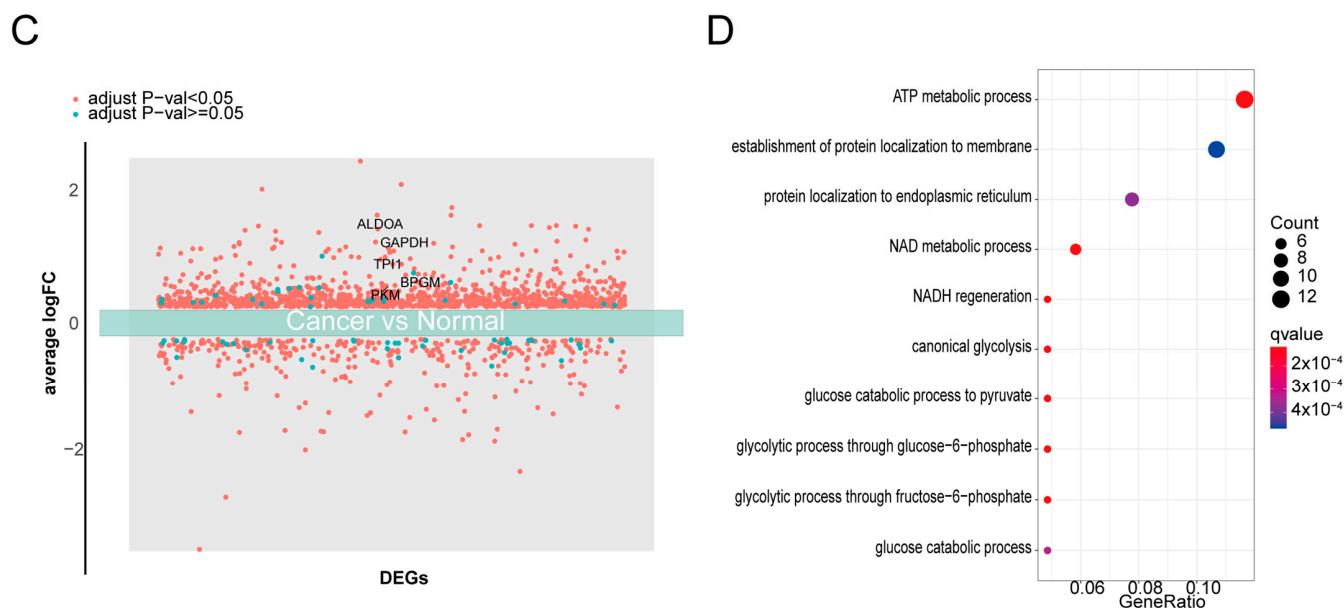 C
adjust P-val<0.05
adjust P-val>=0.05
average logFC
2
0
−2
ALDOA
GAPDH
TPI1
BPGM
PKM
Cancer vs Normal
DEGs
D
ATP metabolic process
establishment of protein localization to membrane
protein localization to endoplasmic reticulum
NAD metabolic process
NADH regeneration
canonical glycolysis
glucose catabolic process to pyruvate
glycolytic process through glucose−6−phosphate
glycolytic process through fructose−6−phosphate
glucose catabolic process
0.06 0.08 0.10
GeneRatio
Count
6
8
10
12
qvalue
2x10⁻⁴
3x10⁻⁴
4x10⁻⁴